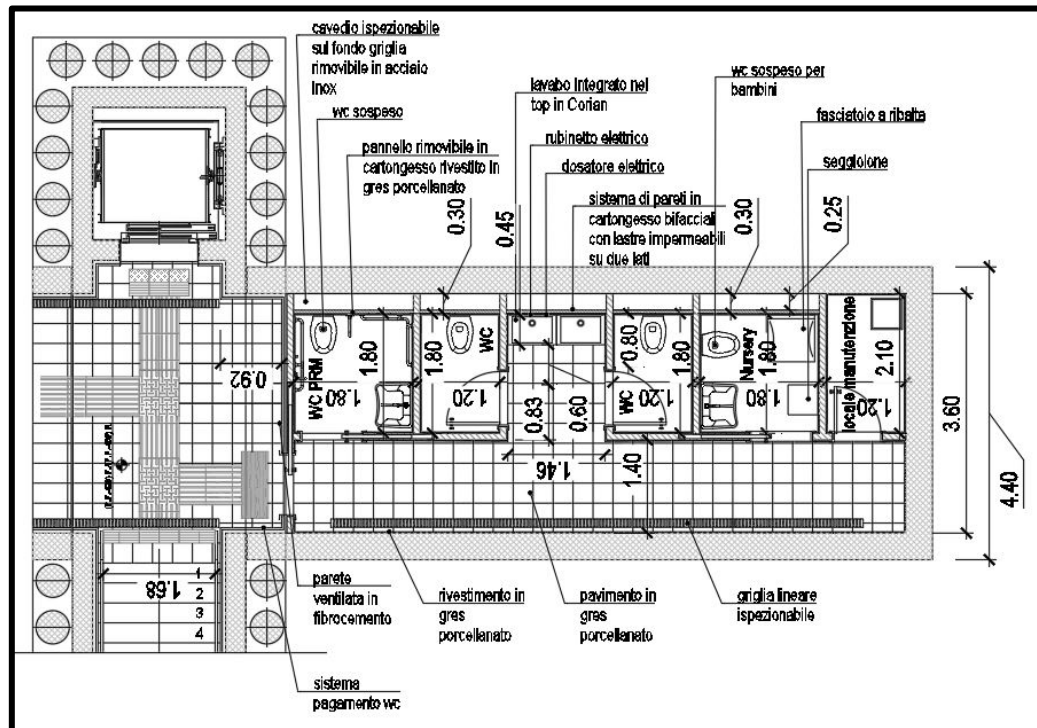 cavedio ispezionabile
sul fondo griglia
rimovibile in acciaio
inox
wc sospeso
pannello rimovibile in
cartongesso rivestito in
gres porcellanato
lavabo integrato nel
top in Corian
rubinetto elettrico
dosatore elettrico
sistema di pareti in
cartongesso bifacciali
con lastre impermeabili
su due lati
wc sospeso per
bambini
fasciatoio a ribalta
seggiolone
0.30
0.45
0.30
0.25
0.92
WC PRM
1.80
1.80
1.80
WC
1.20
0.83
0.60
0.80
WC
1.20
1.80
Nursery
1.80
1.80
locale manutenzione
1.20
2.10
3.60
4.40
1.46
1.40
1.68
1
2
3
4
parete
ventilata in
fibrocemento
rivestimento in
gres
porcellanato
pavimento in
gres
porcellanato
griglia lineare
ispezionabile
sistema
pagamento wc